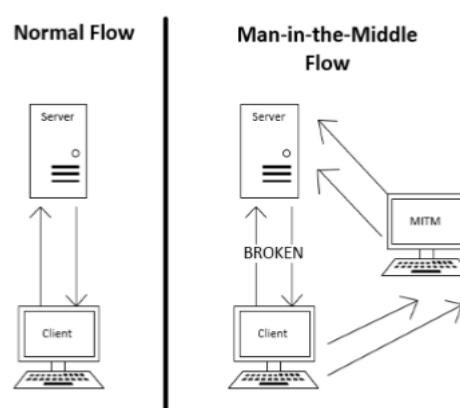 Normal Flow
Server
Client
Man-in-the-Middle
Flow
Server
MITM
BROKEN
Client